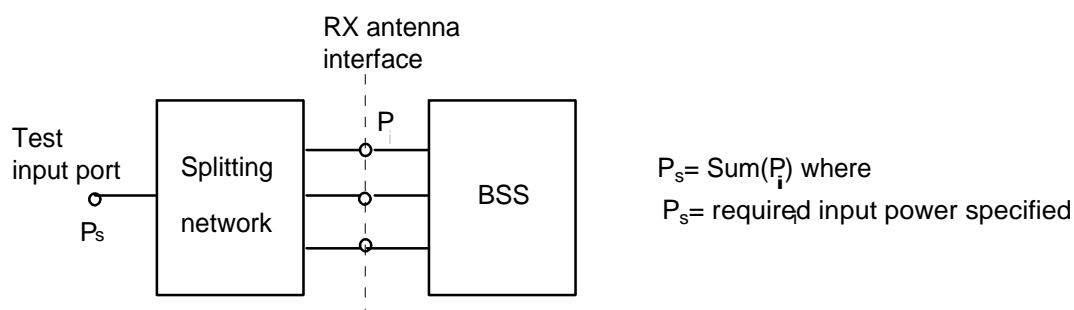 RX antenna
interface
Test
input port
Ps
Splitting
network
Pi
BSS
Ps= Sum(Pi) where
Ps= required input power specified